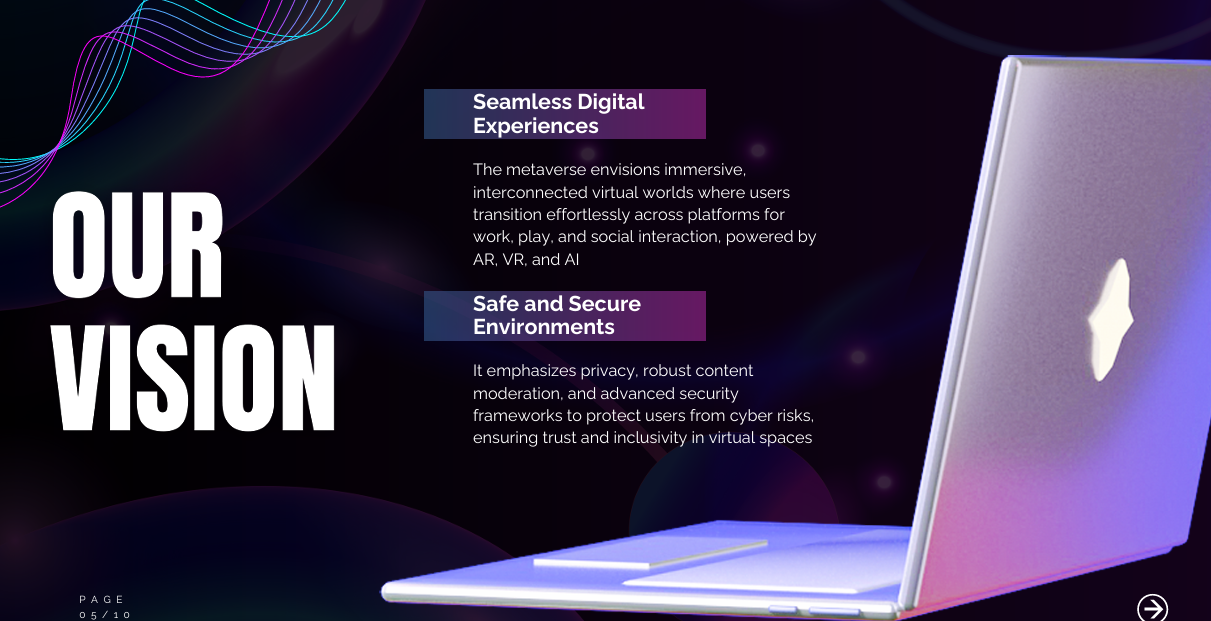 OUR
VISION
Seamless Digital
Experiences
The metaverse envisions immersive,
interconnected virtual worlds where users
transition effortlessly across platforms for
work, play, and social interaction, powered by
AR, VR, and AI
Safe and Secure
Environments
It emphasizes privacy, robust content
moderation, and advanced security
frameworks to protect users from cyber risks,
ensuring trust and inclusivity in virtual spaces
PAGE
05/10